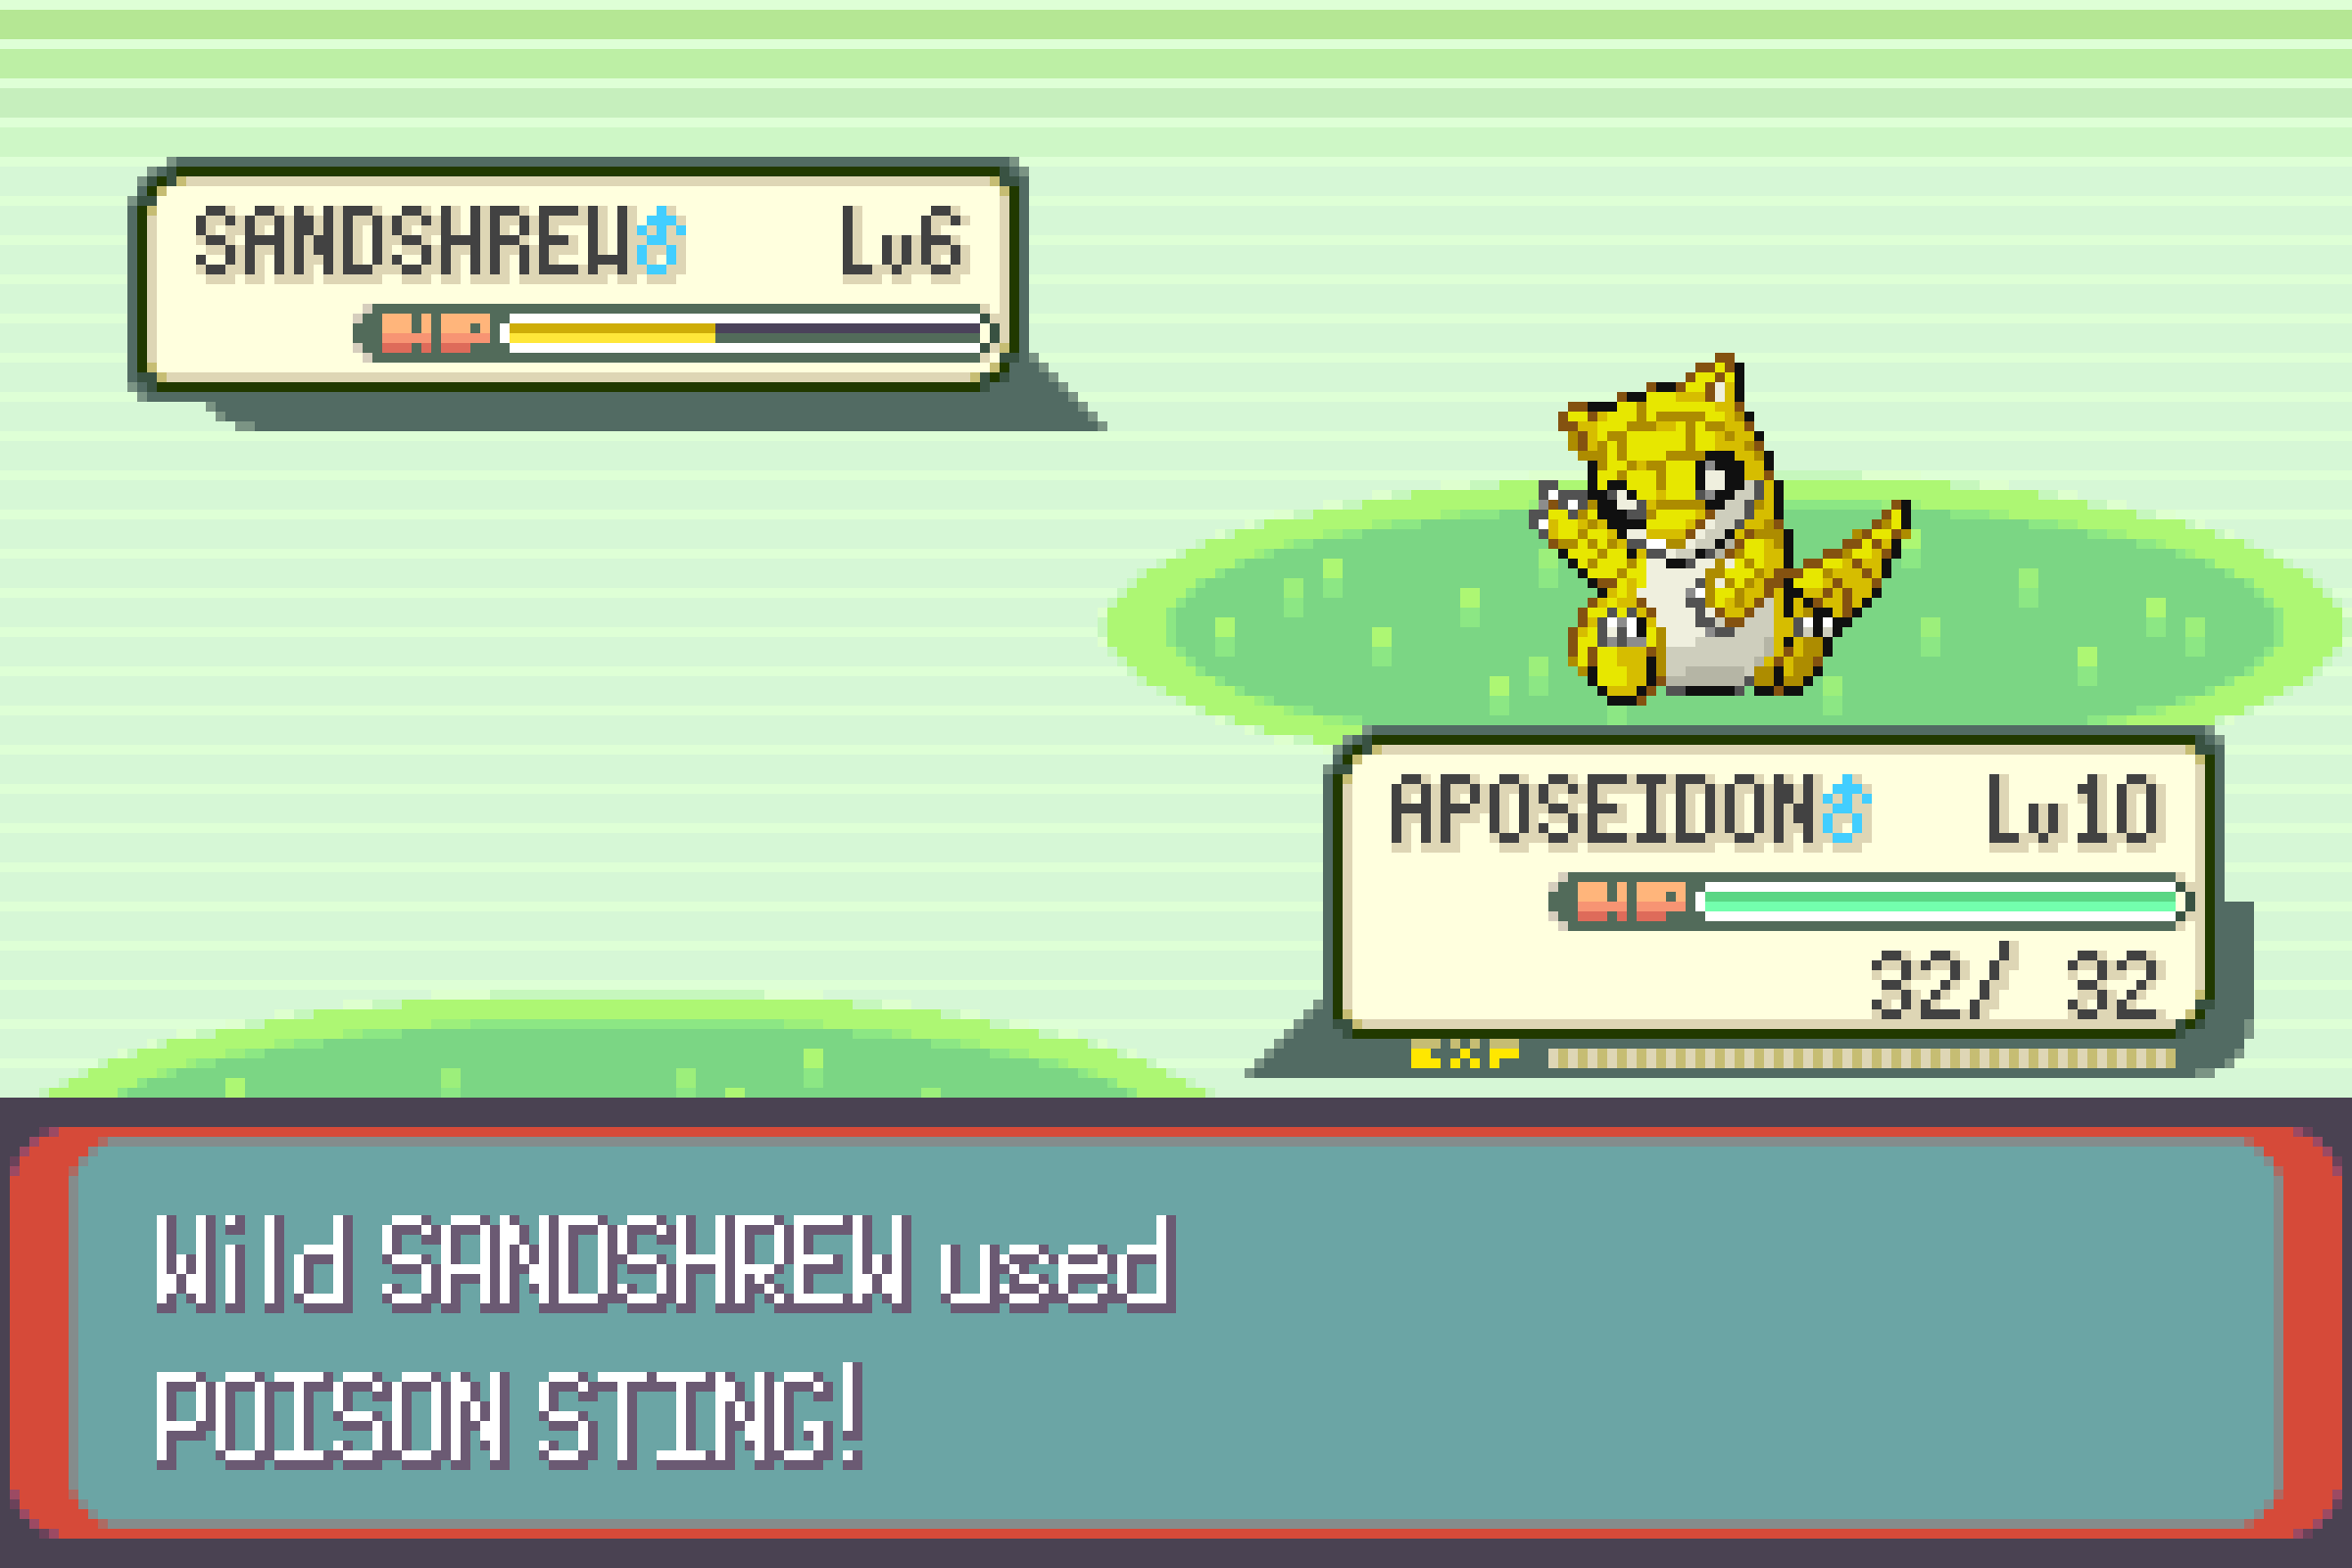 SANDSHREW♂ Lv6
HP
APOSEIDON♂ Lv10
HP
32/ 32
EXP
Wild SANDSHREW used
POISON STING!